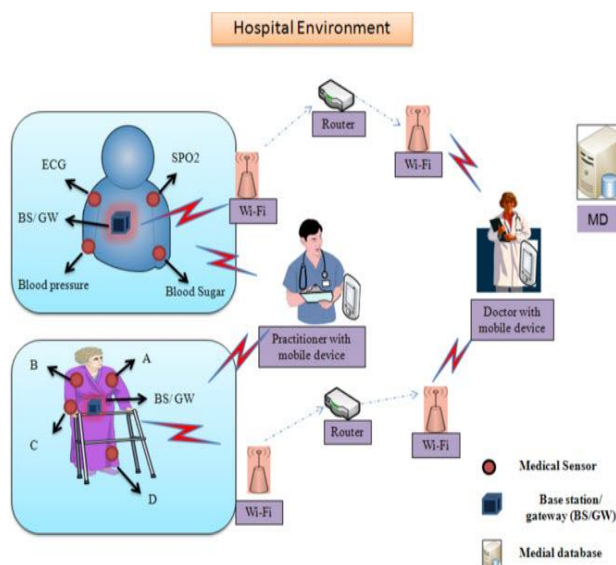 Hospital Environment
Router
ECG
SPO2
Wi-Fi
Wi-Fi
BS/GW
MD
Blood pressure
Blood Sugar
Practitioner with
mobile device
Doctor with
mobile device
B
A
BS/GW
C
D
Router
Wi-Fi
Wi-Fi
Medical Sensor
Base station/
gateway (BS/GW)
Medial database